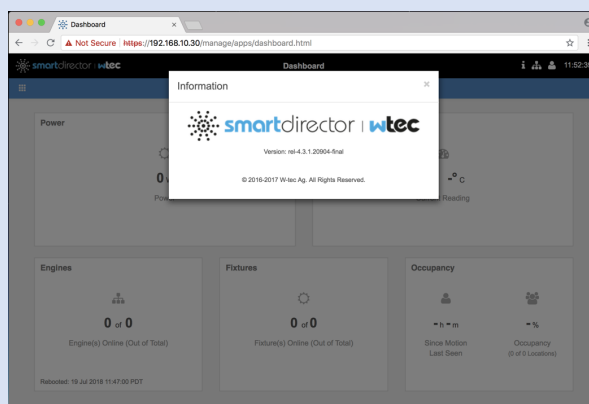 Dashboard
Not Secure https://192.168.10.30/manage/apps/dashboard.html
smartdirector wtec
Dashboard
11:52:39
Information
smartdirector | wtec
Version: rel-4.3.1.20904-final
© 2016-2017 W-tec Ag. All Rights Reserved.
Power
0
-° C
Reading
Engines
0 of 0
Engine(s) Online (Out of Total)
Rebooted: 19 Jul 2018 11:47:00 PDT
Fixtures
0 of 0
Fixture(s) Online (Out of Total)
Occupancy
- h - m
Since Motion
Last Seen
- %
Occupancy
(0 of 0 Locations)